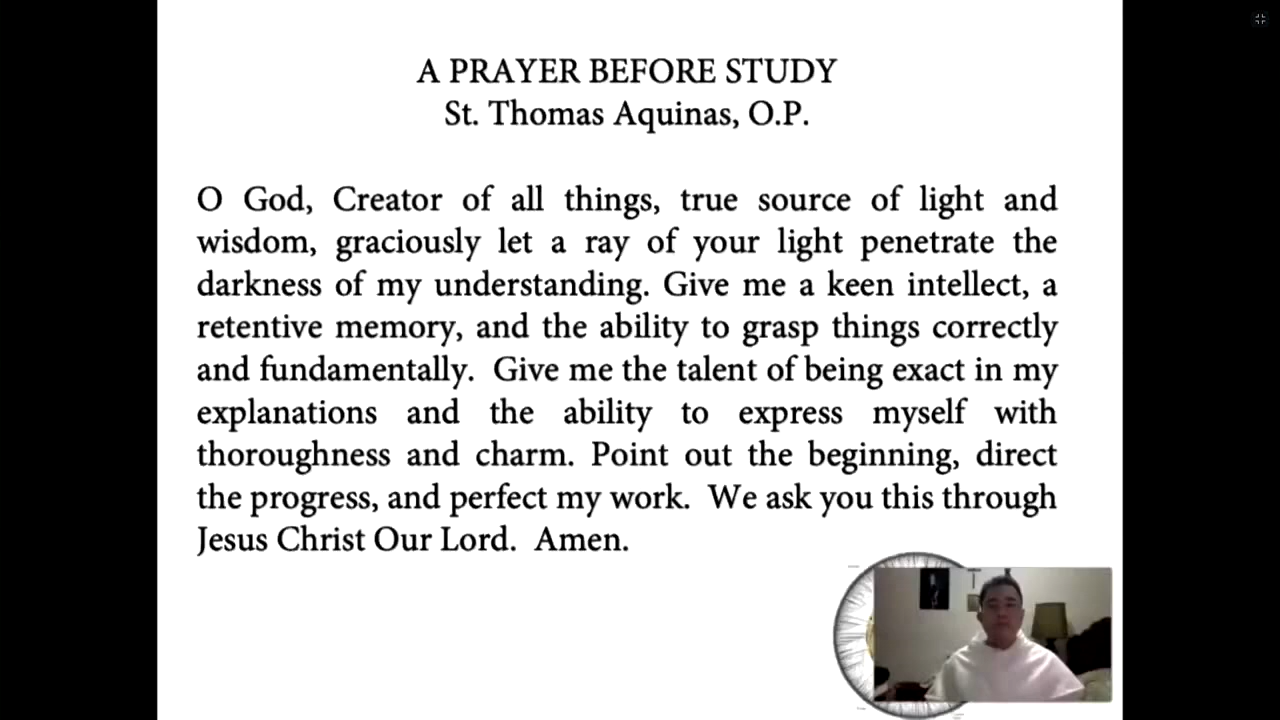 A PRAYER BEFORE STUDY
St. Thomas Aquinas, O.P.
O God, Creator of all things, true source of light and
wisdom, graciously let a ray of your light penetrate the
darkness of my understanding. Give me a keen intellect, a
retentive memory, and the ability to grasp things correctly
and fundamentally. Give me the talent of being exact in my
explanations and the ability to express myself with
thoroughness and charm. Point out the beginning, direct
the progress, and perfect my work. We ask you this through
Jesus Christ Our Lord. Amen.